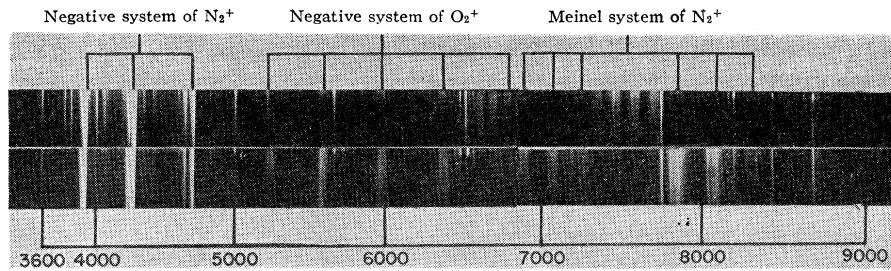 Negative system of N₂⁺ Negative system of O₂⁺ Meinel system of N₂⁺
3600 4000 5000 6000 7000 8000 9000